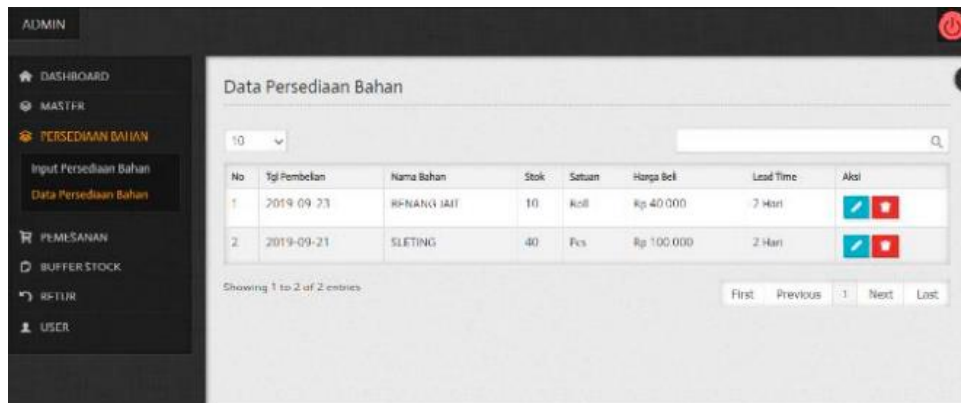 ADMIN
DASHBOARD
MASTER
PERSEDIAAN BAHAN
Input Persediaan Bahan
Data Persediaan Bahan
PEMESANAN
BUFFER STOCK
RETUR
USER
Data Persediaan Bahan
10
No Tgl Pembelian Nama Bahan Stok Satuan Harga Beli Lead Time Aksi
1 2019-09-23 BENANG JAIT 10 Roll Rp 40.000 2 Hari
2 2019-09-21 SLETING 40 Pcs Rp 100.000 2 Hari
Showing 1 to 2 of 2 entries
First Previous 1 Next Last